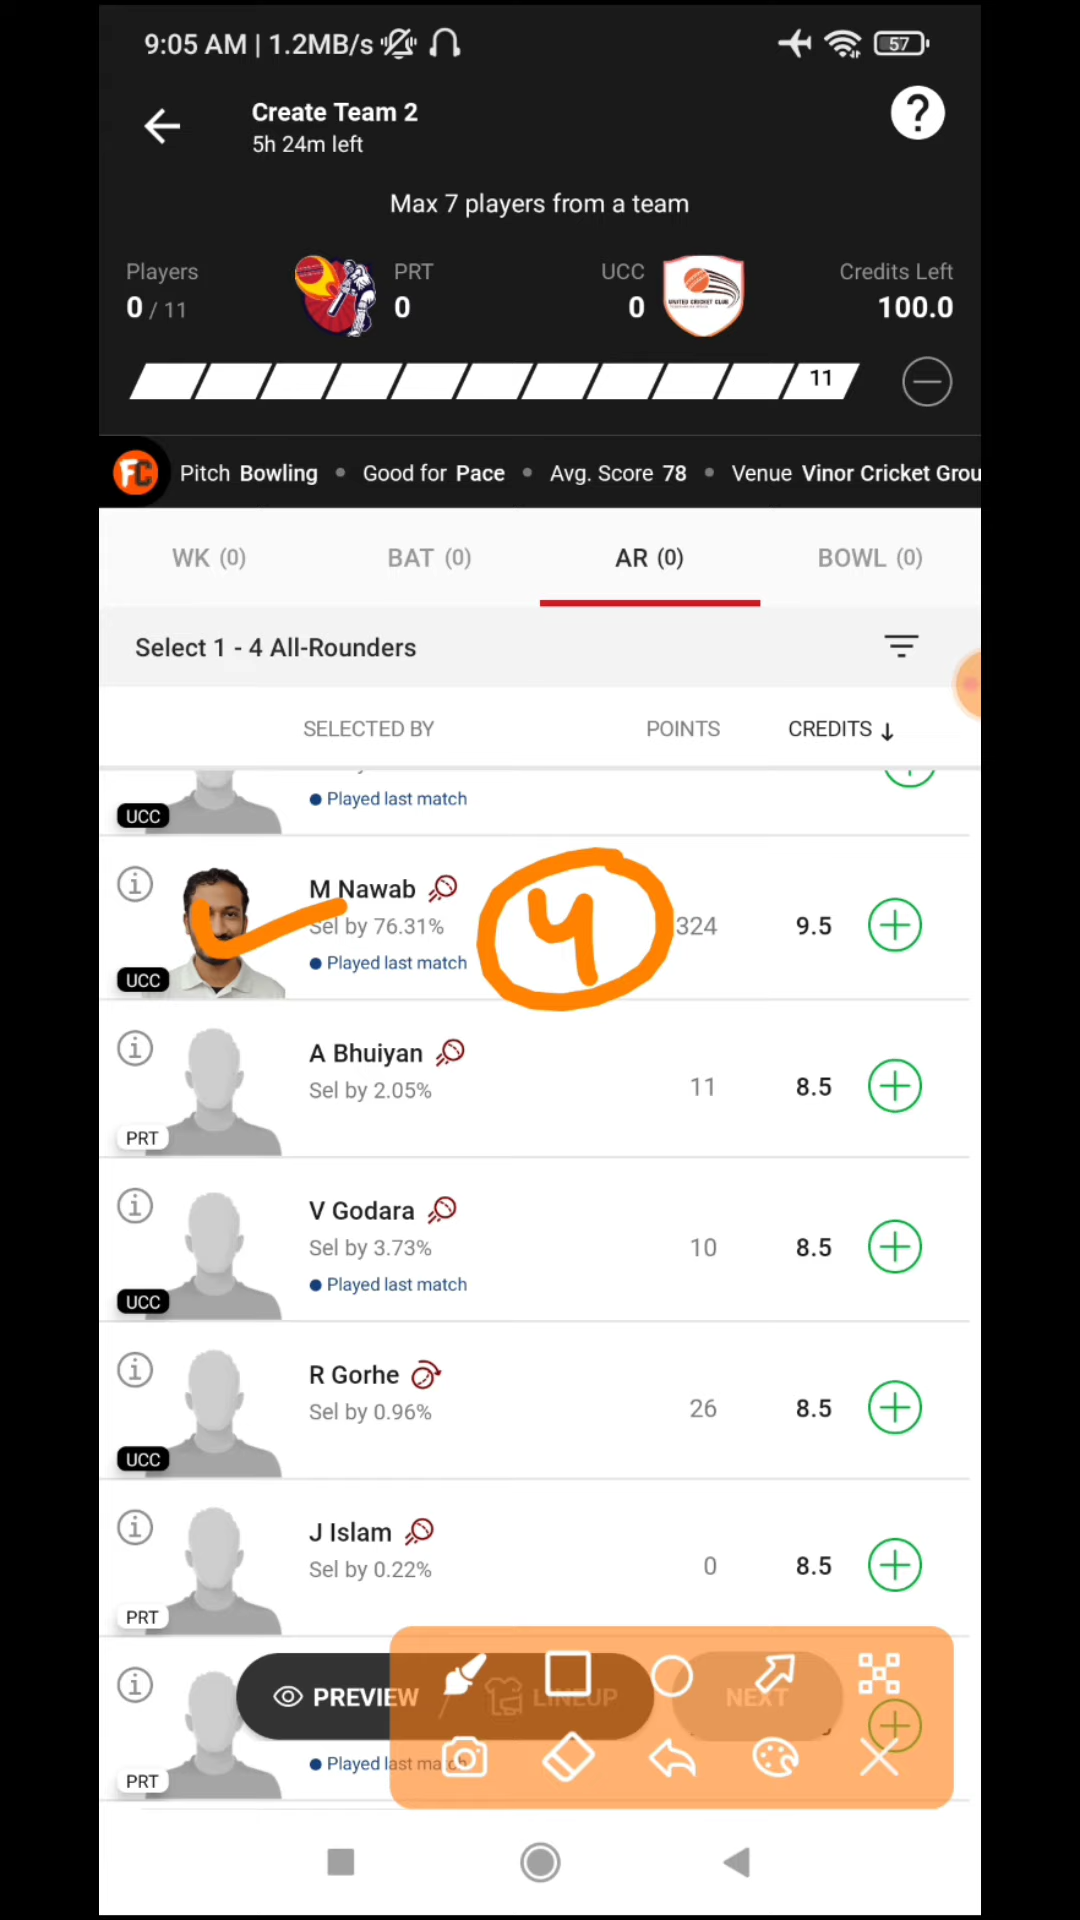 9:05 AM | 1.2MB/s 57
Create Team 2
5h 24m left
?
Max 7 players from a team
Players PRT UCC Credits Left
0 / 11 0 0 100.0
UNITED CRICKET CLUB
11
FC Pitch Bowling • Good for Pace • Avg. Score 78 • Venue Vinor Cricket Grou
WK (0) BAT (0) AR (0) BOWL (0)
Select 1 - 4 All-Rounders
SELECTED BY POINTS CREDITS ↓
UCC Played last match
M Nawab
Sel by 76.31% 4 324 9.5
UCC Played last match
A Bhuiyan
Sel by 2.05% 11 8.5
PRT
V Godara
Sel by 3.73% 10 8.5
UCC Played last match
R Gorhe
Sel by 0.96% 26 8.5
UCC
J Islam
Sel by 0.22% 0 8.5
PRT
PREVIEW LINEUP NEXT
PRT Played last match